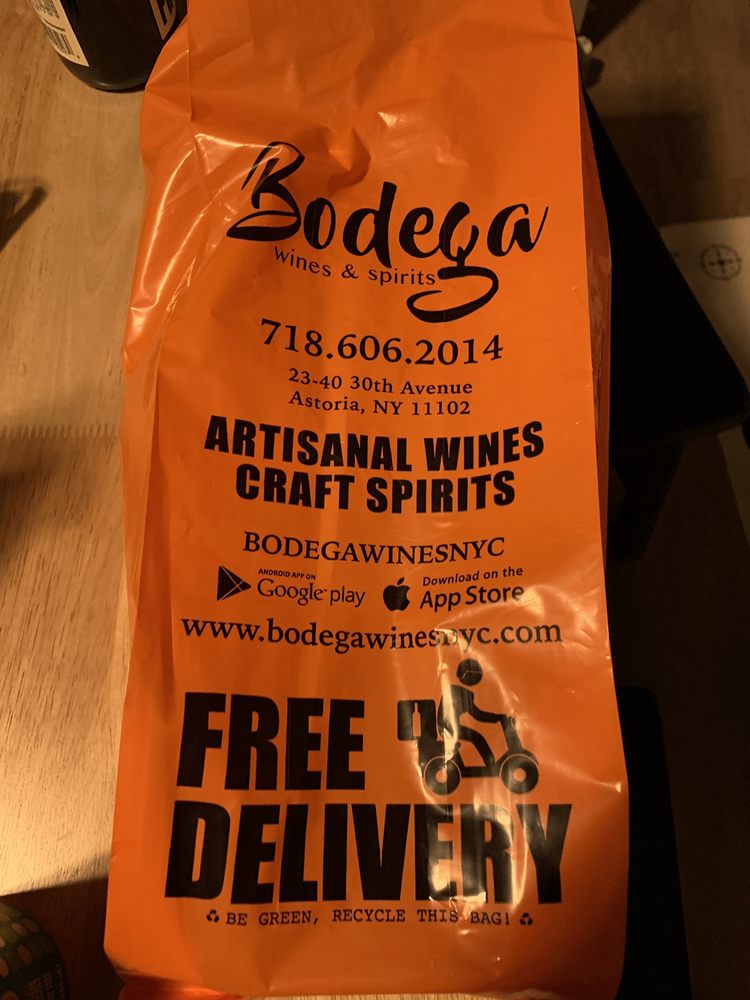 Bodega
wines & spirits
718.606.2014
23-40 30th Avenue
Astoria, NY 11102
ARTISANAL WINES
CRAFT SPIRITS
BODEGAWINESNYC
ANDROID APP ON
Google play
Download on the
App Store
www.bodegawinesnyc.com
FREE
DELIVERY
BE GREEN, RECYCLE THIS BAG!